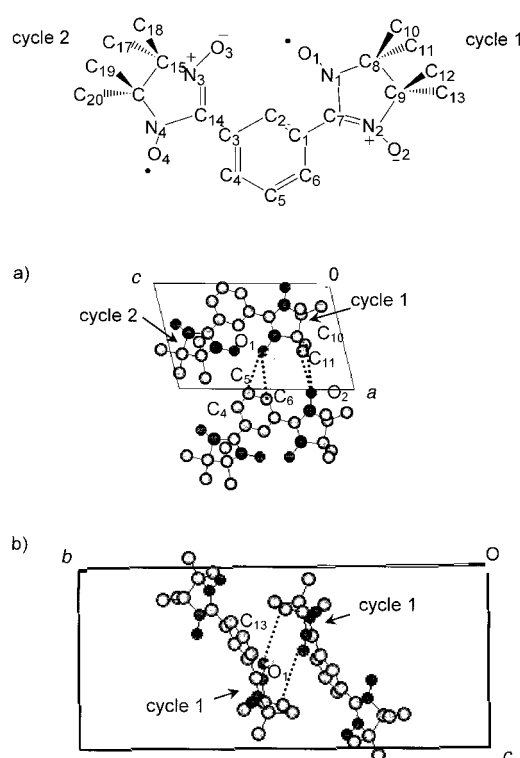 cycle 2
cycle 1
C18
C17
C19
C20
C15
N3
+
O3
−
C14
N4
O4
•
C3
C2
C1
C4
C5
C6
•
O1
N1
C10
C11
C8
C12
C9
C13
C7
N2
+
O2
−
a)
c
0
cycle 2
cycle 1
C10
O1
C11
C5
C6
O2
a
C4
b)
b
O
C13
cycle 1
O1
cycle 1
c